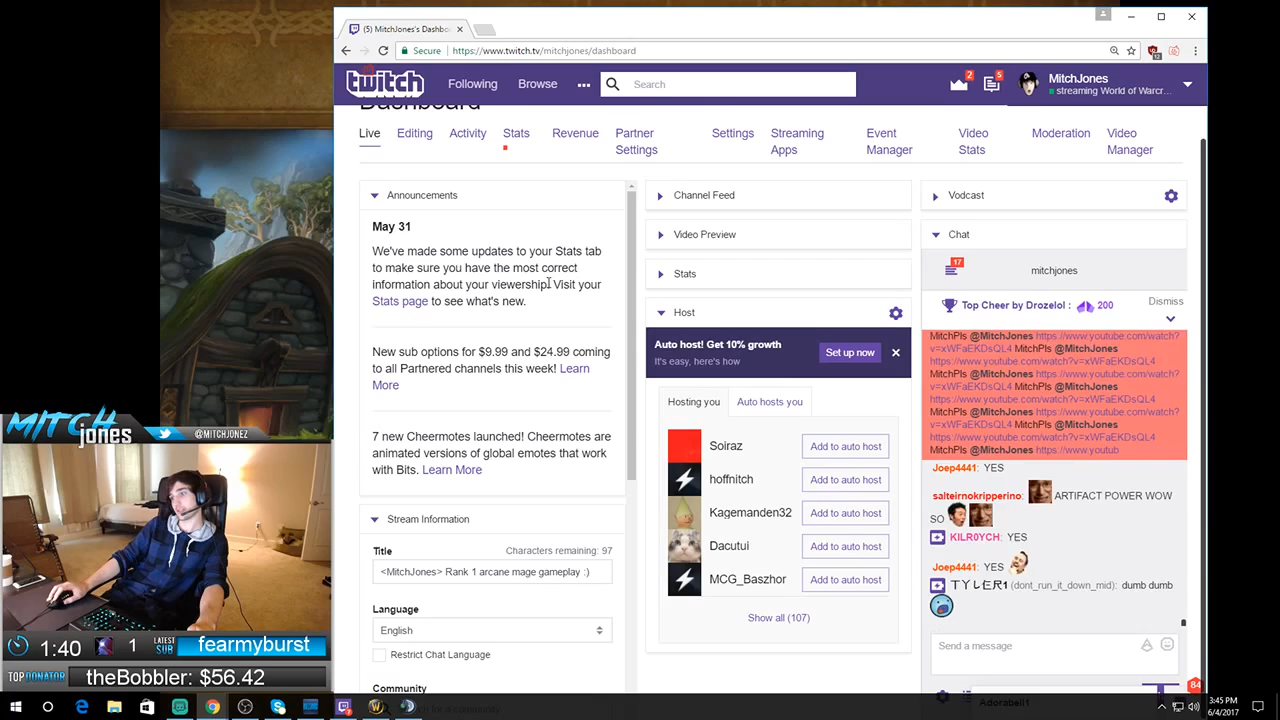 (5) MitchJones's Dashbo
Secure
https://www.twitch.tv/mitchjones/dashboard
12
twitch
Following
Browse
Search
2
5
MitchJones
streaming World of Warcr...
Dashboard
Live
Editing
Activity
Stats
Revenue
Partner
Settings
Settings
Streaming
Apps
Event
Manager
Video
Stats
Moderation
Video
Manager
Announcements
May 31
We've made some updates to your Stats tab
to make sure you have the most correct
information about your viewership! Visit your
Stats page to see what's new.
New sub options for $9.99 and $24.99 coming
to all Partnered channels this week! Learn
More
7 new Cheermotes launched! Cheermotes are
animated versions of global emotes that work
with Bits. Learn More
Stream Information
Title
Characters remaining: 97
<MitchJones> Rank 1 arcane mage gameplay :)
Language
English
Restrict Chat Language
Community
Channel Feed
Video Preview
Stats
Host
Auto host! Get 10% growth
It's easy, here's how
Set up now
Hosting you
Auto hosts you
Soiraz
Add to auto host
hoffnitch
Add to auto host
Kagemanden32
Add to auto host
Dacutui
Add to auto host
MCG_Baszhor
Add to auto host
Show all (107)
Vodcast
Chat
17
mitchjones
Top Cheer by Drozelol : 200
Dismiss
MitchPls @MitchJones https://www.youtube.com/watch?
v=xWFaEKDsQL4 MitchPls @MitchJones
https://www.youtube.com/watch?v=xWFaEKDsQL4
MitchPls @MitchJones https://www.youtube.com/watch?
v=xWFaEKDsQL4 MitchPls @MitchJones
https://www.youtube.com/watch?v=xWFaEKDsQL4
MitchPls @MitchJones https://www.youtube.com/watch?
v=xWFaEKDsQL4 MitchPls @MitchJones
https://www.youtube.com/watch?v=xWFaEKDsQL4
MitchPls @MitchJones https://www.youtub
Joep4441: YES
salteirnokripperino: ARTIFACT POWER WOW
SO
KILR0YCH: YES
Joep4441: YES
(dont_run_it_down_mid): dumb dumb
Send a message
84
Adorabell1
MITCH
jones
@MITCHJONEZ
1:40
1
LATEST
SUB
fearmyburst
TOP
DONATOR
theBobbler: $56.42
3:45 PM
6/4/2017